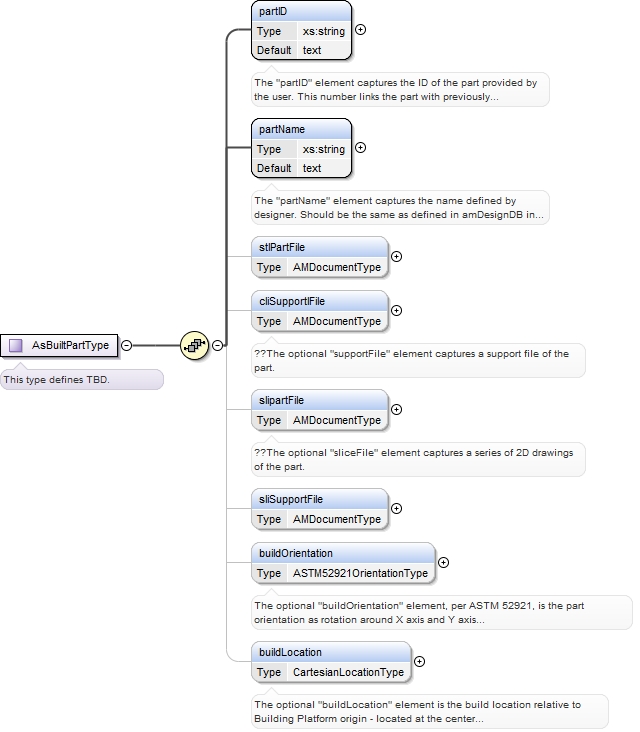 partID
Type xs:string
Default text
The "partID" element captures the ID of the part provided by
the user. This number links the part with previously...
partName
Type xs:string
Default text
The "partName" element captures the name defined by
designer. Should be the same as defined in amDesignDB in...
stlPartFile
Type AMDocumentType
cliSupportlFile
Type AMDocumentType
??The optional "supportFile" element captures a support file of the
part.
AsBuiltPartType
This type defines TBD.
slipartFile
Type AMDocumentType
??The optional "sliceFile" element captures a series of 2D drawings
of the part.
sliSupportFile
Type AMDocumentType
buildOrientation
Type ASTM52921OrientationType
The optional "buildOrientation" element, per ASTM 52921, is the part
orientation as rotation around X axis and Y axis...
buildLocation
Type CartesianLocationType
The optional "buildLocation" element is the build location relative to
Building Platform origin - located at the center...